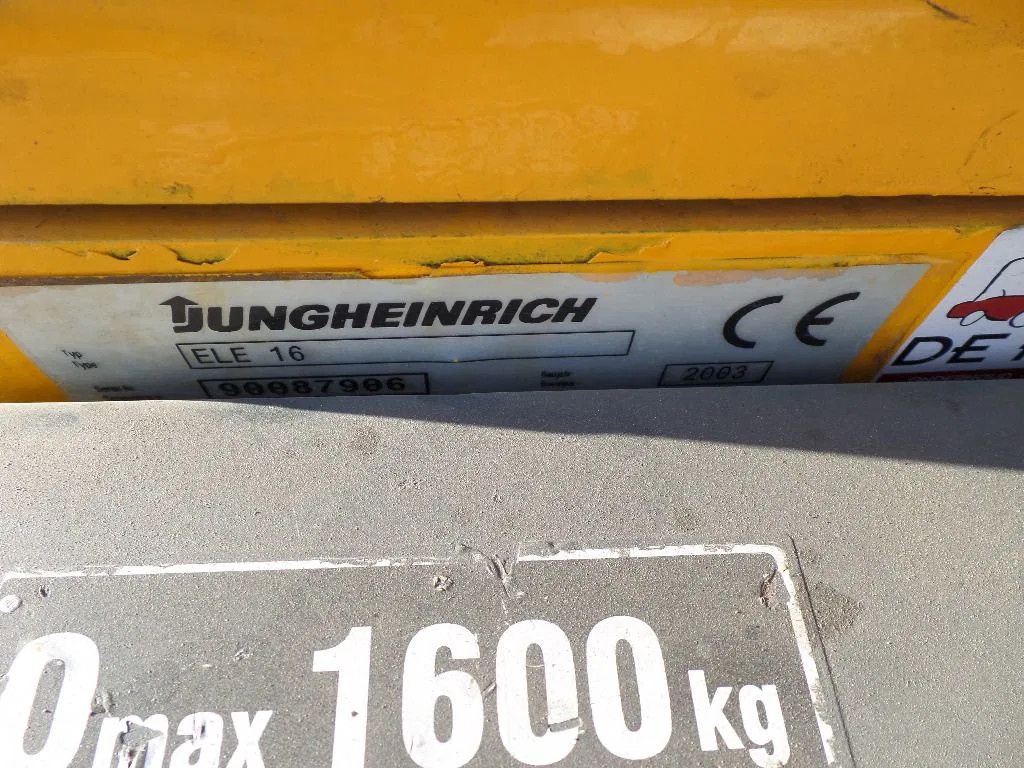 JUNGHEINRICH
CE
Typ
Type
ELE 16
90087906
2003
DE
Qmax 1600 kg